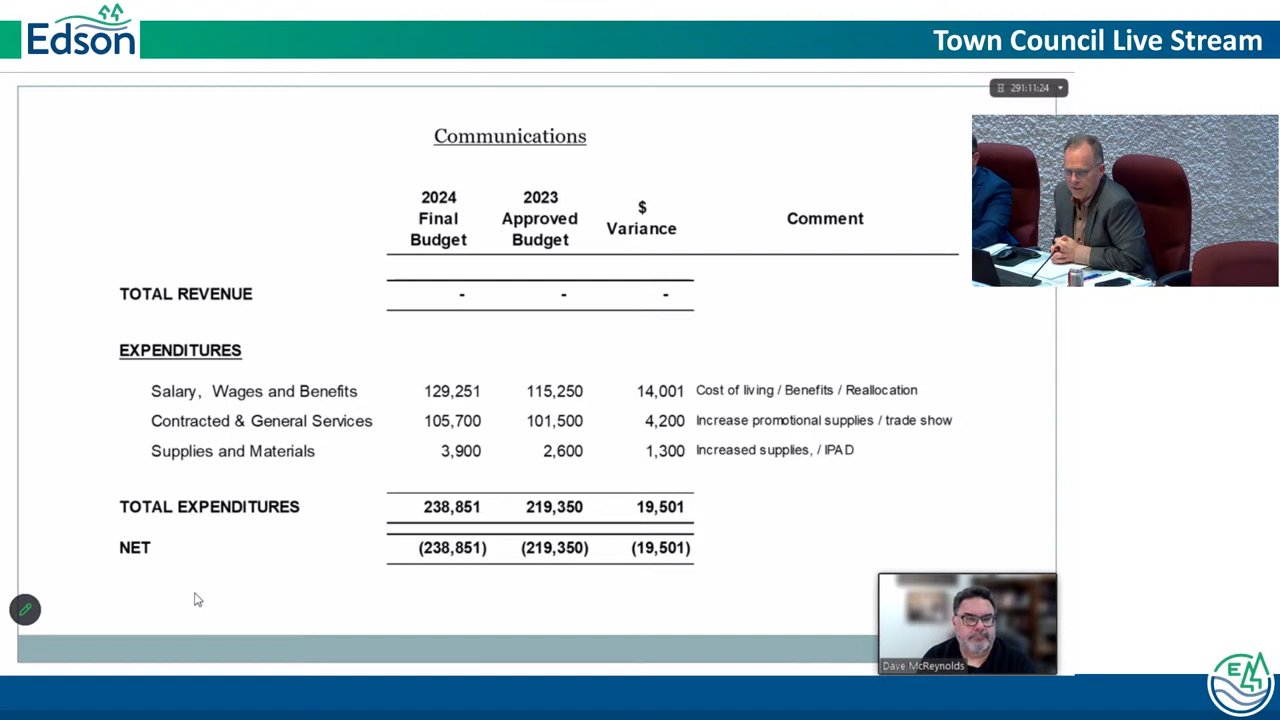 Edson
Town Council Live Stream
291:11:24
Communications
2024 Final Budget
2023 Approved Budget
$ Variance
Comment
TOTAL REVENUE - - -
EXPENDITURES
Salary, Wages and Benefits 129,251 115,250 14,001 Cost of living / Benefits / Reallocation
Contracted & General Services 105,700 101,500 4,200 Increase promotional supplies / trade show
Supplies and Materials 3,900 2,600 1,300 Increased supplies, / IPAD
TOTAL EXPENDITURES 238,851 219,350 19,501
NET (238,851) (219,350) (19,501)
Dave McReynolds